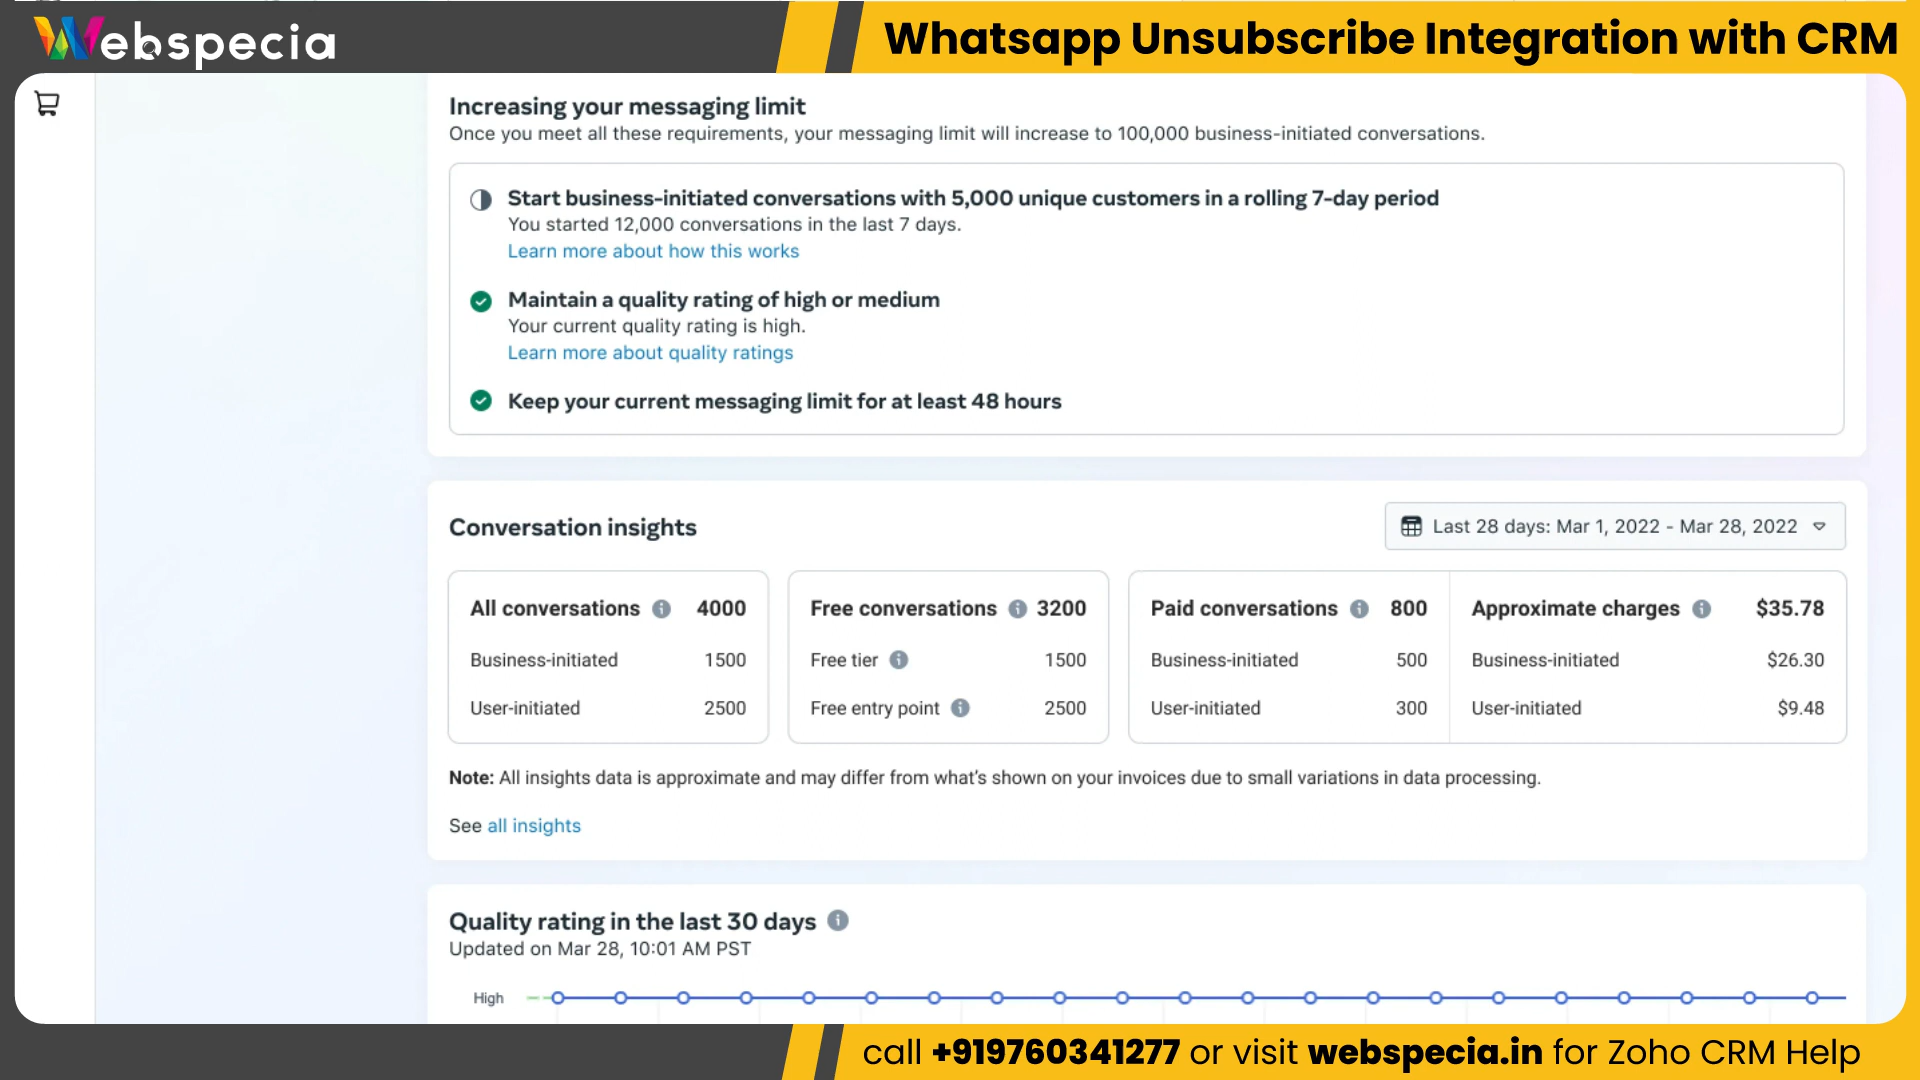 Webspecia
Whatsapp Unsubscribe Integration with CRM
Increasing your messaging limit
Once you meet all these requirements, your messaging limit will increase to 100,000 business-initiated conversations.
Start business-initiated conversations with 5,000 unique customers in a rolling 7-day period
You started 12,000 conversations in the last 7 days.
Learn more about how this works
Maintain a quality rating of high or medium
Your current quality rating is high.
Learn more about quality ratings
Keep your current messaging limit for at least 48 hours
Conversation insights
Last 28 days: Mar 1, 2022 - Mar 28, 2022
All conversations 4000
Business-initiated 1500
User-initiated 2500
Free conversations 3200
Free tier 1500
Free entry point 2500
Paid conversations 800
Business-initiated 500
User-initiated 300
Approximate charges $35.78
Business-initiated $26.30
User-initiated $9.48
Note: All insights data is approximate and may differ from what's shown on your invoices due to small variations in data processing.
See all insights
Quality rating in the last 30 days
Updated on Mar 28, 10:01 AM PST
High
call +919760341277 or visit webspecia.in for Zoho CRM Help